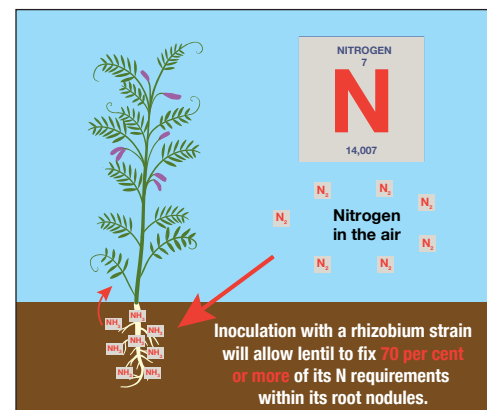 NITROGEN
7
N
14,007
N₂
N₂
N₂
N₂
Nitrogen
in the air
N₂
N₂
N₂
NH₃
NH₃
NH₃
NH₃
NH₃
NH₃
NH₃
NH₃
NH₃
Inoculation with a rhizobium strain
will allow lentil to fix 70 per cent
or more of its N requirements
within its root nodules.